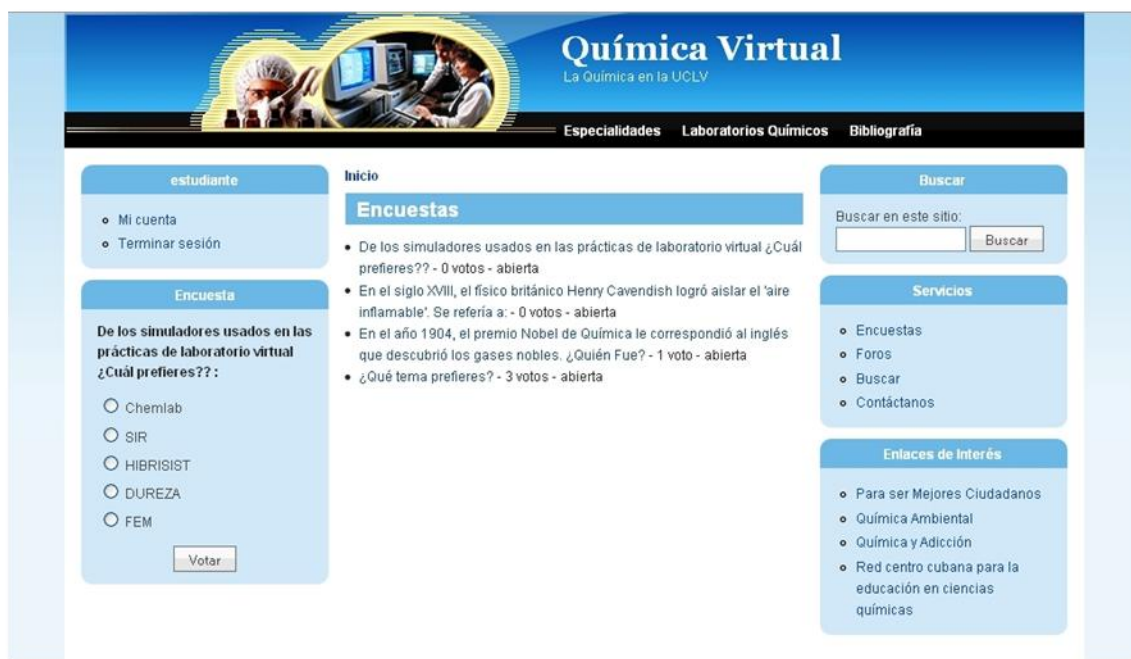 Química Virtual
La Química en la UCLV
Especialidades Laboratorios Químicos Bibliografía
estudiante
Mi cuenta
Terminar sesión
Encuesta
De los simuladores usados en las
prácticas de laboratorio virtual
¿Cuál prefieres?? :
Chemlab
SIR
HIBRISIST
DUREZA
FEM
Votar
Inicio
Encuestas
De los simuladores usados en las prácticas de laboratorio virtual ¿Cuál
prefieres?? - 0 votos - abierta
En el siglo XVIII, el físico británico Henry Cavendish logró aislar el 'aire
inflamable'. Se refería a: - 0 votos - abierta
En el año 1904, el premio Nobel de Química le correspondió al inglés
que descubrió los gases nobles. ¿Quién Fue? - 1 voto - abierta
¿Qué tema prefieres? - 3 votos - abierta
Buscar
Buscar en este sitio:
Buscar
Servicios
Encuestas
Foros
Buscar
Contáctanos
Enlaces de Interés
Para ser Mejores Ciudadanos
Química Ambiental
Química y Adicción
Red centro cubana para la
educación en ciencias
químicas